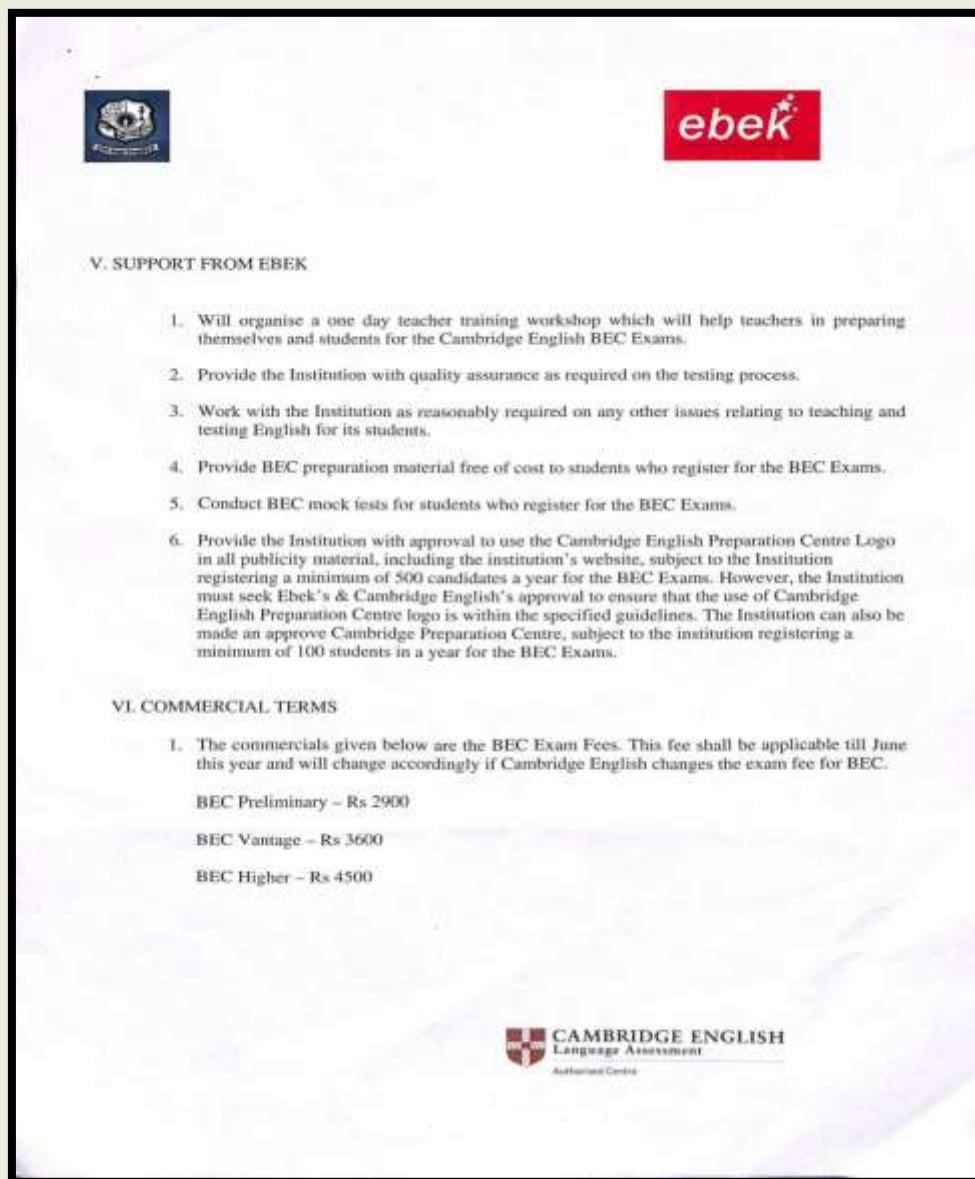 ebek
V. SUPPORT FROM EBEK
1. Will organise a one day teacher training workshop which will help teachers in preparing
themselves and students for the Cambridge English BEC Exams.
2. Provide the Institution with quality assurance as required on the testing process.
3. Work with the Institution as reasonably required on any other issues relating to teaching and
testing English for its students.
4. Provide BEC preparation material free of cost to students who register for the BEC Exams.
5. Conduct BEC mock tests for students who register for the BEC Exams.
6. Provide the Institution with approval to use the Cambridge English Preparation Centre Logo
in all publicity material, including the institution's website, subject to the Institution
registering a minimum of 500 candidates a year for the BEC Exams. However, the Institution
must seek Ebek's & Cambridge English's approval to ensure that the use of Cambridge
English Preparation Centre logo is within the specified guidelines. The Institution can also be
made an approve Cambridge Preparation Centre, subject to the institution registering a
minimum of 100 students in a year for the BEC Exams.
VI. COMMERCIAL TERMS
1. The commercials given below are the BEC Exam Fees. This fee shall be applicable till June
this year and will change accordingly if Cambridge English changes the exam fee for BEC.
BEC Preliminary – Rs 2900
BEC Vantage – Rs 3600
BEC Higher – Rs 4500
CAMBRIDGE ENGLISH
Language Assessment
Authorised Centre